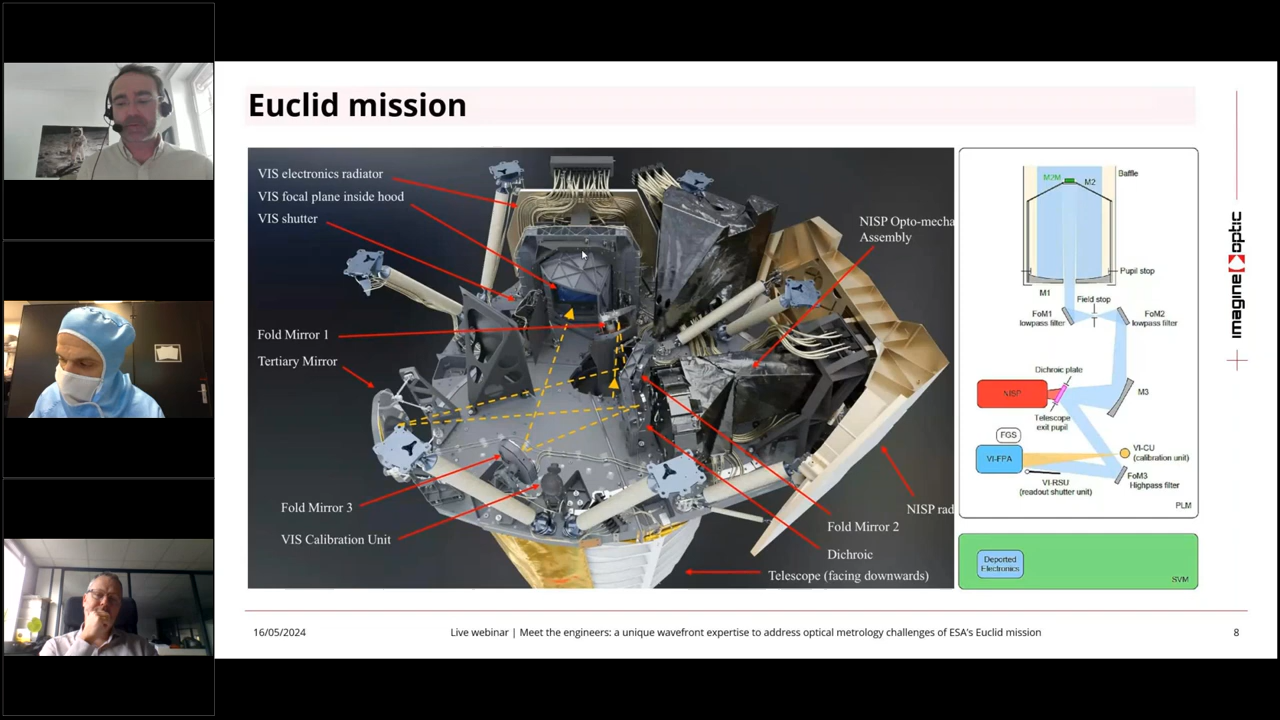 Euclid mission
VIS electronics radiator
VIS focal plane inside hood
VIS shutter
Fold Mirror 1
Tertiary Mirror
Fold Mirror 3
VIS Calibration Unit
NISP Opto-mecha
Assembly
NISP rad
Fold Mirror 2
Dichroic
Telescope (facing downwards)
Baffle
M2M
M2
Pupil stop
M1
Field stop
FoM1
lowpass filter
FoM2
lowpass filter
Dichroic plate
NISP
M3
Telescope
exit pupil
FGS
VI-FPA
VI-CU
(calibration unit)
VI-RSU
(readout shutter unit)
FoM3
Highpass filter
PLM
Deported
Electronics
SVM
imagine optic
16/05/2024
Live webinar | Meet the engineers: a unique wavefront expertise to address optical metrology challenges of ESA's Euclid mission
8